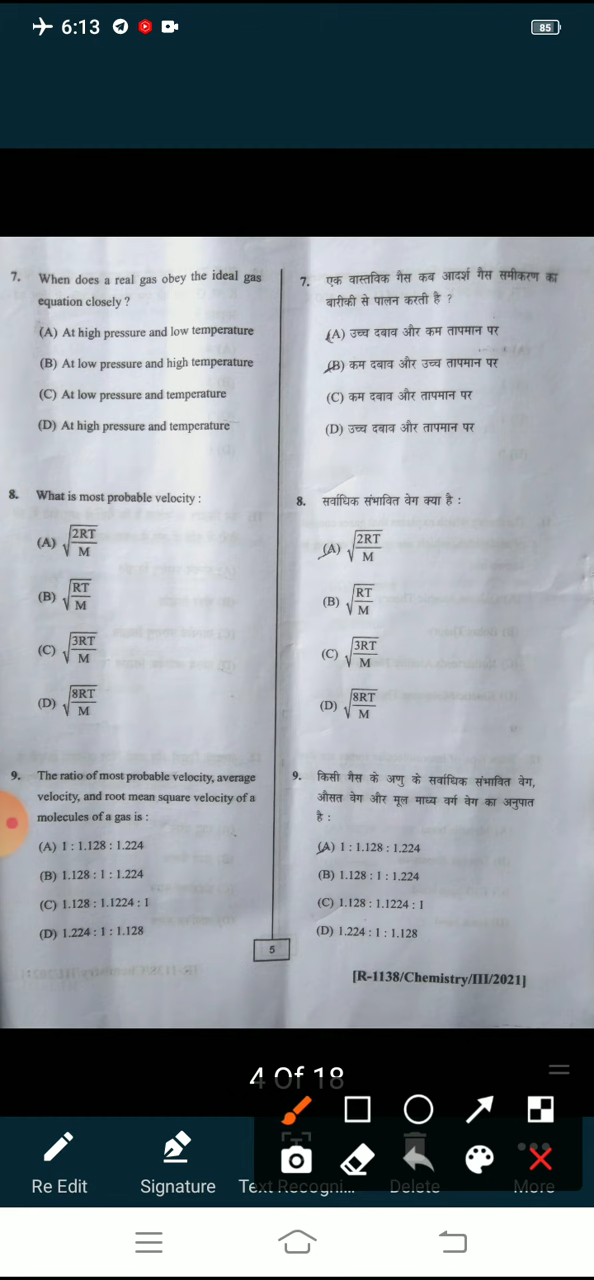 6:13
85
7. When does a real gas obey the ideal gas
equation closely ?
(A) At high pressure and low temperature
(B) At low pressure and high temperature
(C) At low pressure and temperature
(D) At high pressure and temperature
8. What is most probable velocity :
(A) √2RT/M
(B) √RT/M
(C) √3RT/M
(D) √8RT/M
9. The ratio of most probable velocity, average
velocity, and root mean square velocity of a
molecules of a gas is :
(A) 1 : 1.128 : 1.224
(B) 1.128 : 1 : 1.224
(C) 1.128 : 1.1224 : 1
(D) 1.224 : 1 : 1.128
7. एक वास्तविक गैस कब आदर्श गैस समीकरण का
बारीकी से पालन करती है ?
(A) उच्च दबाव और कम तापमान पर
(B) कम दबाव और उच्च तापमान पर
(C) कम दबाव और तापमान पर
(D) उच्च दबाव और तापमान पर
8. सर्वाधिक संभावित वेग क्या है :
(A) √2RT/M
(B) √RT/M
(C) √3RT/M
(D) √8RT/M
9. किसी गैस के अणु के सर्वाधिक संभावित वेग,
औसत वेग और मूल माध्य वर्ग वेग का अनुपात
है :
(A) 1 : 1.128 : 1.224
(B) 1.128 : 1 : 1.224
(C) 1.128 : 1.1224 : 1
(D) 1.224 : 1 : 1.128
5
[R-1138/Chemistry/III/2021]
4 Of 18
Re Edit
Signature
Text Recogni...
Delete
More